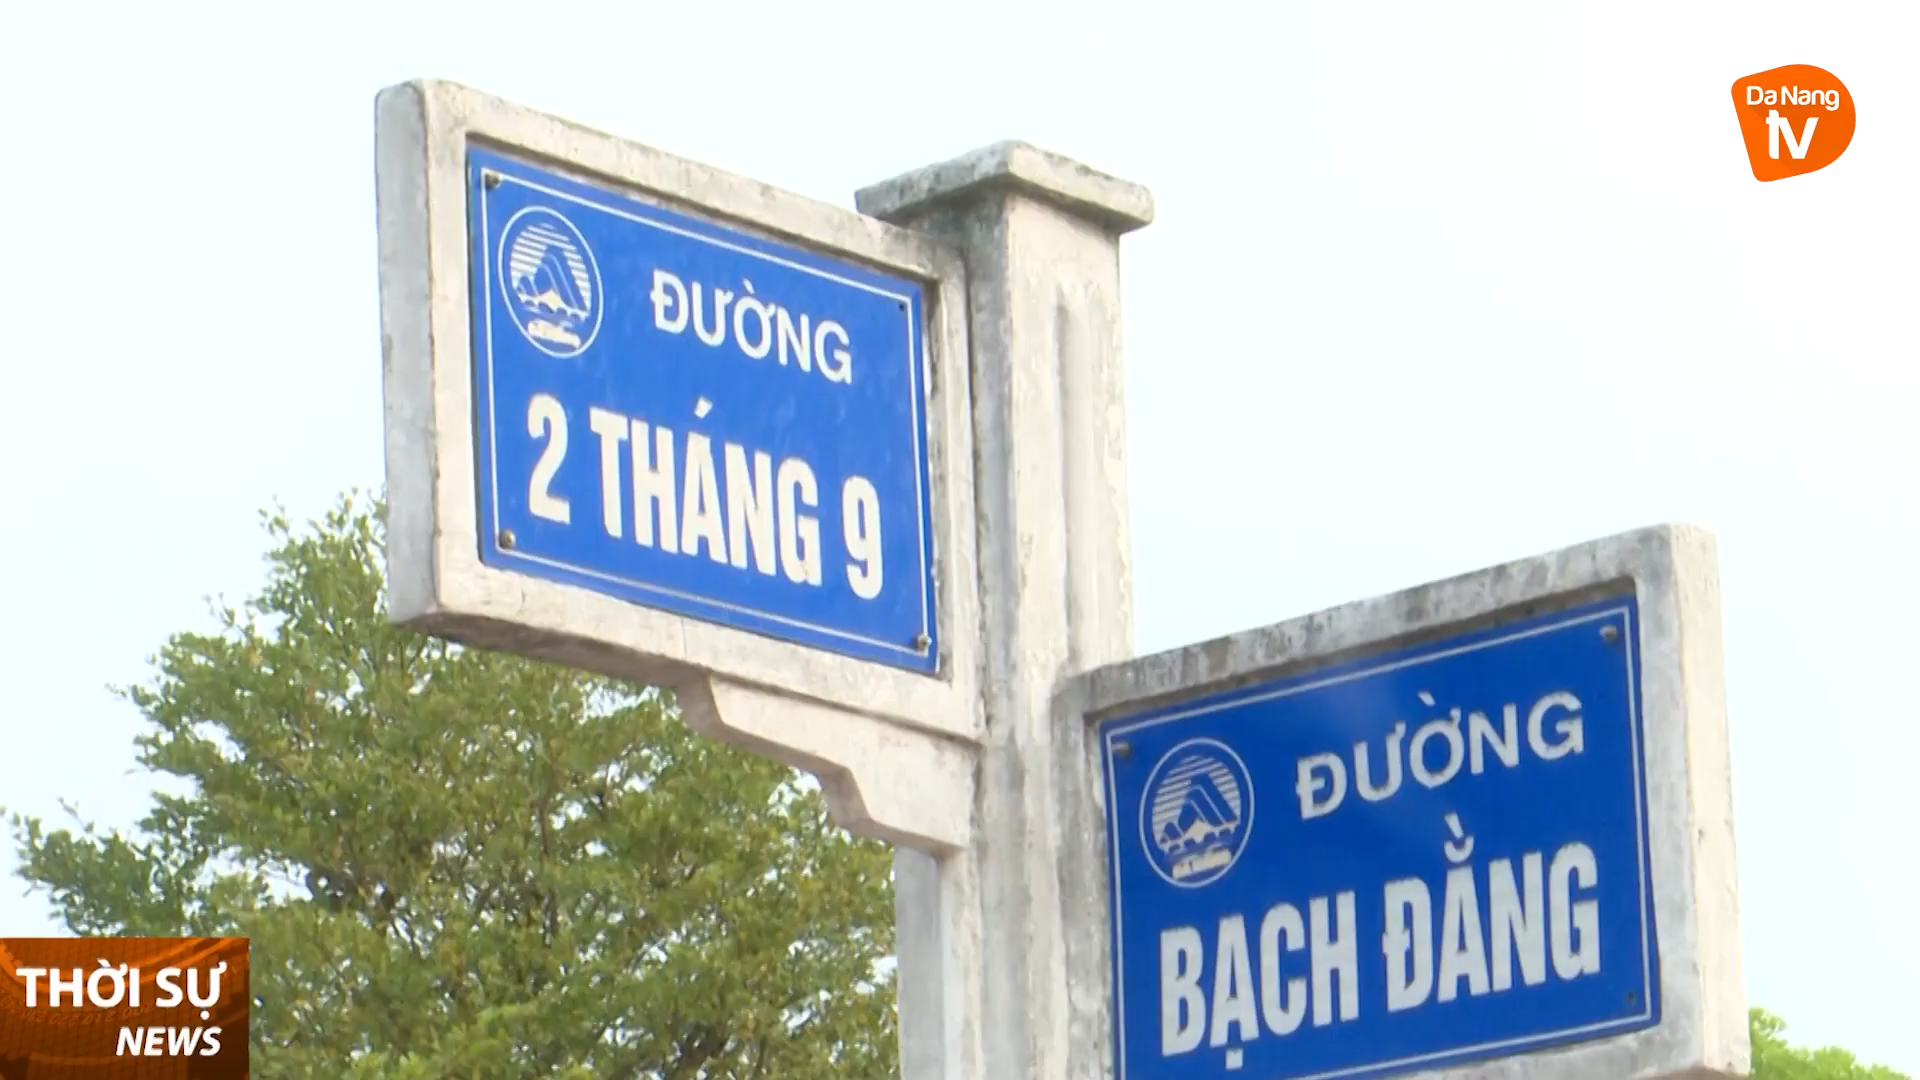 Da Nang
tv
ĐƯỜNG
2 THÁNG 9
ĐƯỜNG
BẠCH ĐẰNG
THỜI SỰ
NEWS